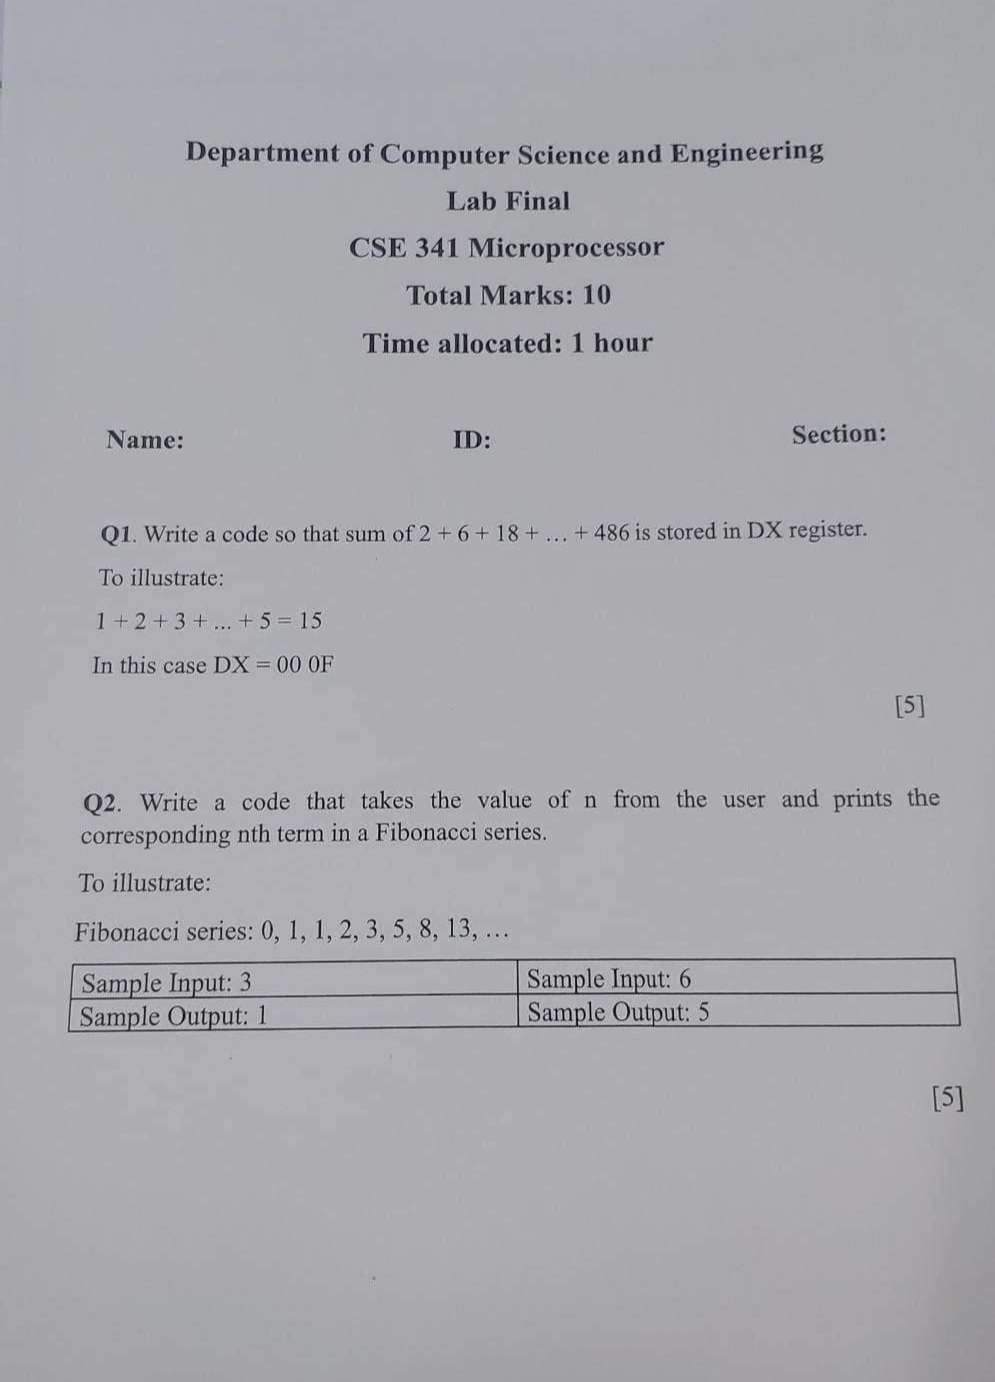 Department of Computer Science and Engineering
Lab Final
CSE 341 Microprocessor
Total Marks: 10
Time allocated: 1 hour
Name: ID: Section:
Q1. Write a code so that sum of 2 + 6 + 18 + ... + 486 is stored in DX register.
To illustrate:
1 + 2 + 3 + ... + 5 = 15
In this case DX = 00 0F
[5]
Q2. Write a code that takes the value of n from the user and prints the
corresponding nth term in a Fibonacci series.
To illustrate:
Fibonacci series: 0, 1, 1, 2, 3, 5, 8, 13, ...
Sample Input: 3 Sample Input: 6
Sample Output: 1 Sample Output: 5
[5]